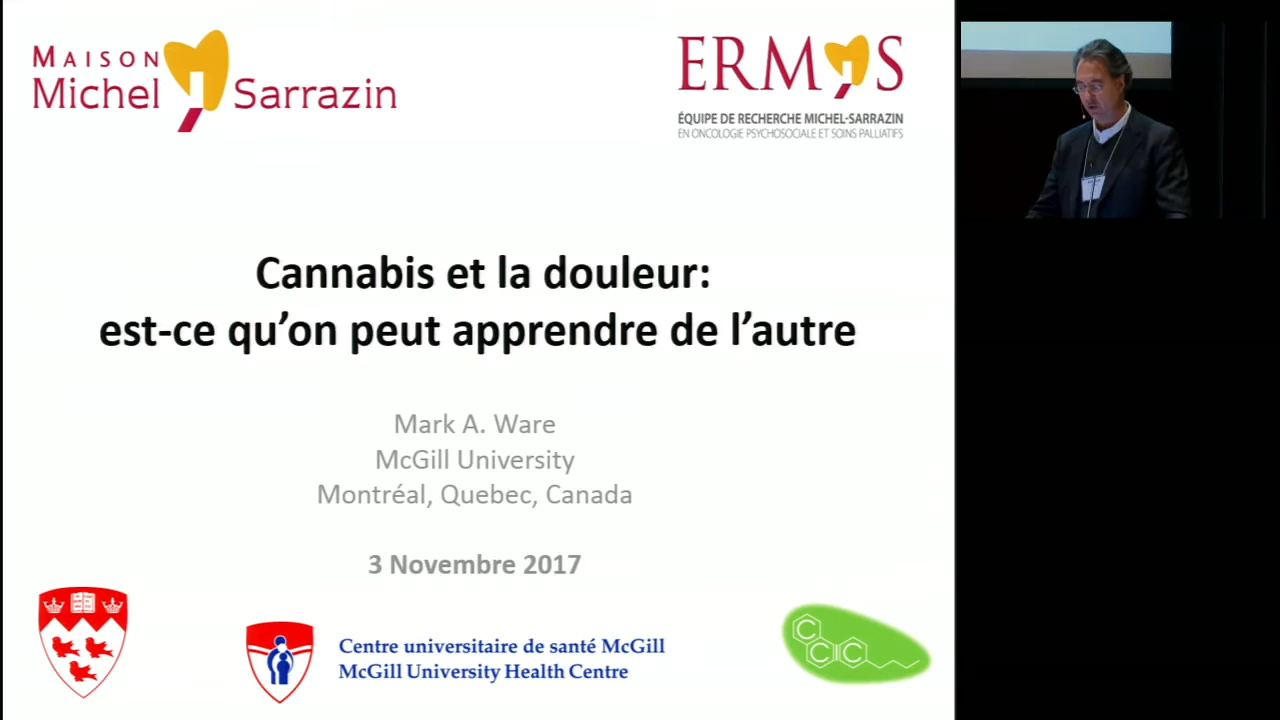 MAISON
Michel Sarrazin
ERMOS
ÉQUIPE DE RECHERCHE MICHEL-SARRAZIN
EN ONCOLOGIE PSYCHOSOCIALE ET SOINS PALLIATIFS
Cannabis et la douleur:
est-ce qu’on peut apprendre de l’autre
Mark A. Ware
McGill University
Montréal, Quebec, Canada
3 Novembre 2017
Centre universitaire de santé McGill
McGill University Health Centre
CCIC